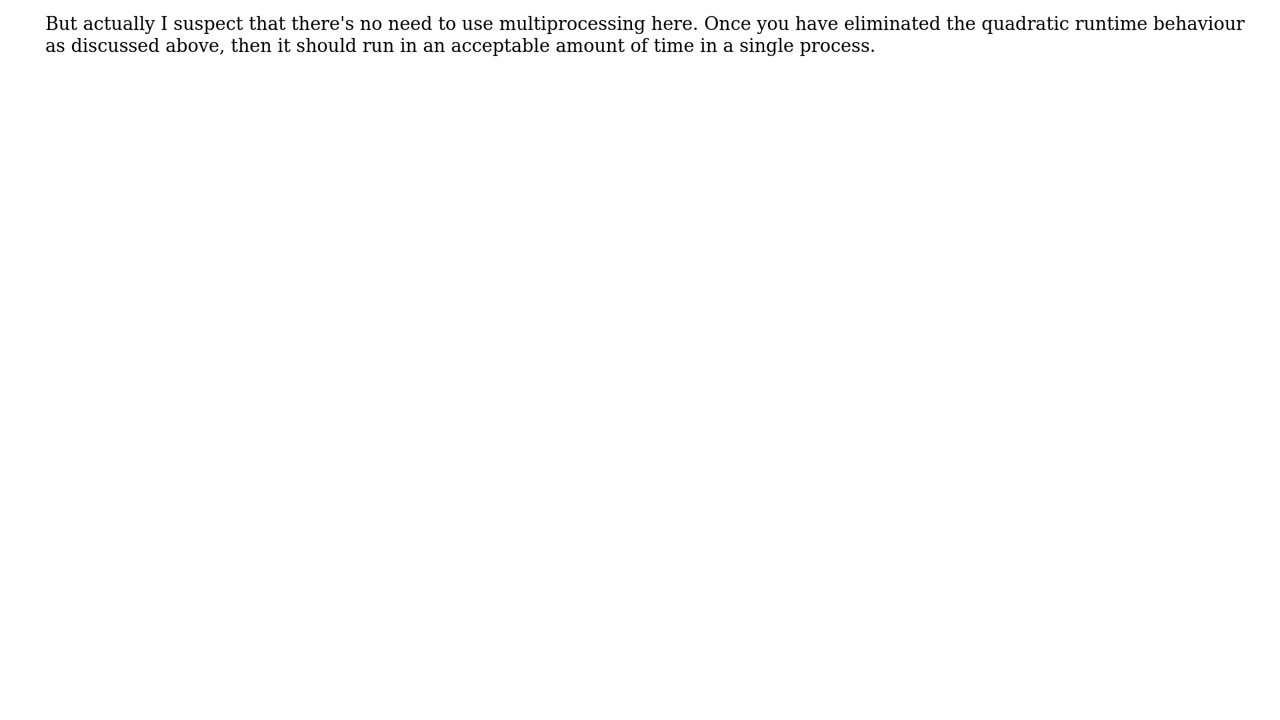 But actually I suspect that there's no need to use multiprocessing here. Once you have eliminated the quadratic runtime behaviour
as discussed above, then it should run in an acceptable amount of time in a single process.